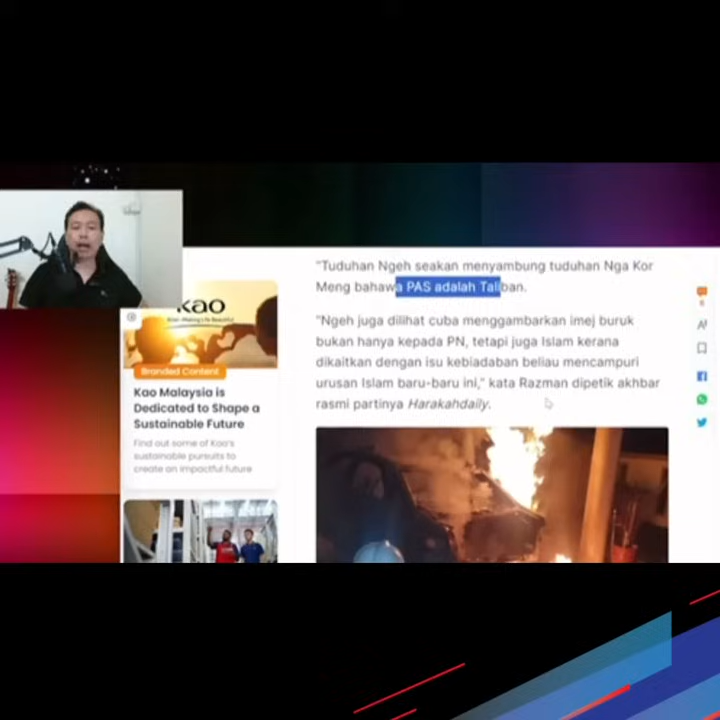 "Tuduhan Ngeh seakan menyambung tuduhan Nga Kor
Meng bahawa PAS adalah Taliban.
"Ngeh juga dilihat cuba menggambarkan imej buruk
bukan hanya kepada PN, tetapi juga Islam kerana
dikaitkan dengan isu kebiadaban beliau mencampuri
urusan Islam baru-baru ini," kata Razman dipetik akhbar
rasmi partinya Harakahdaily.
kao
Branded Content
Kao Malaysia is
Dedicated to Shape a
Sustainable Future
Find out some of Kao's
sustainable pursuits to
create an impactful future